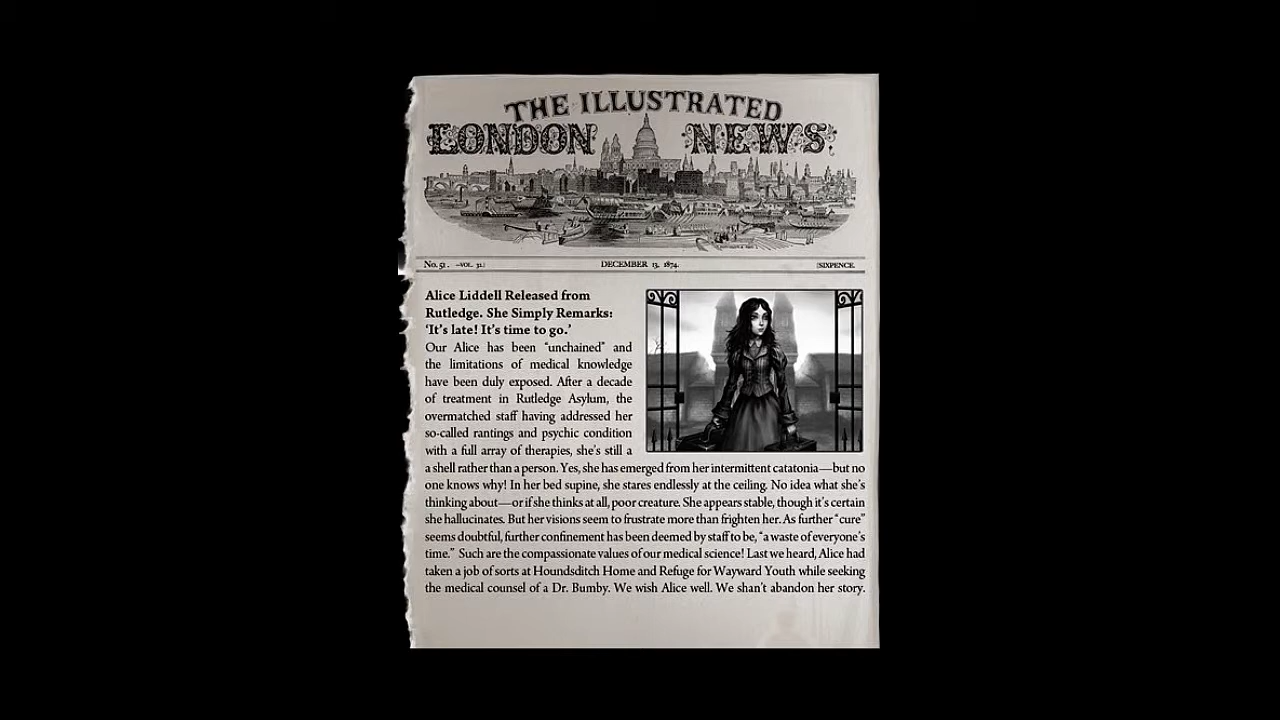 THE ILLUSTRATED
LONDON NEWS.
No. 51. —VOL. 31.]
DECEMBER 13, 1874.
[SIXPENCE.
Alice Liddell Released from
Rutledge. She Simply Remarks:
‘It’s late! It’s time to go.’
Our Alice has been “unchained” and
the limitations of medical knowledge
have been duly exposed. After a decade
of treatment in Rutledge Asylum, the
overmatched staff having addressed her
so-called rantings and psychic condition
with a full array of therapies, she’s still a
a shell rather than a person. Yes, she has emerged from her intermittent catatonia—but no
one knows why! In her bed supine, she stares endlessly at the ceiling. No idea what she’s
thinking about—or if she thinks at all, poor creature. She appears stable, though it’s certain
she hallucinates. But her visions seem to frustrate more than frighten her. As further “cure”
seems doubtful, further confinement has been deemed by staff to be, “a waste of everyone’s
time.” Such are the compassionate values of our medical science! Last we heard, Alice had
taken a job of sorts at Houndsditch Home and Refuge for Wayward Youth while seeking
the medical counsel of a Dr. Bumby. We wish Alice well. We shan’t abandon her story.